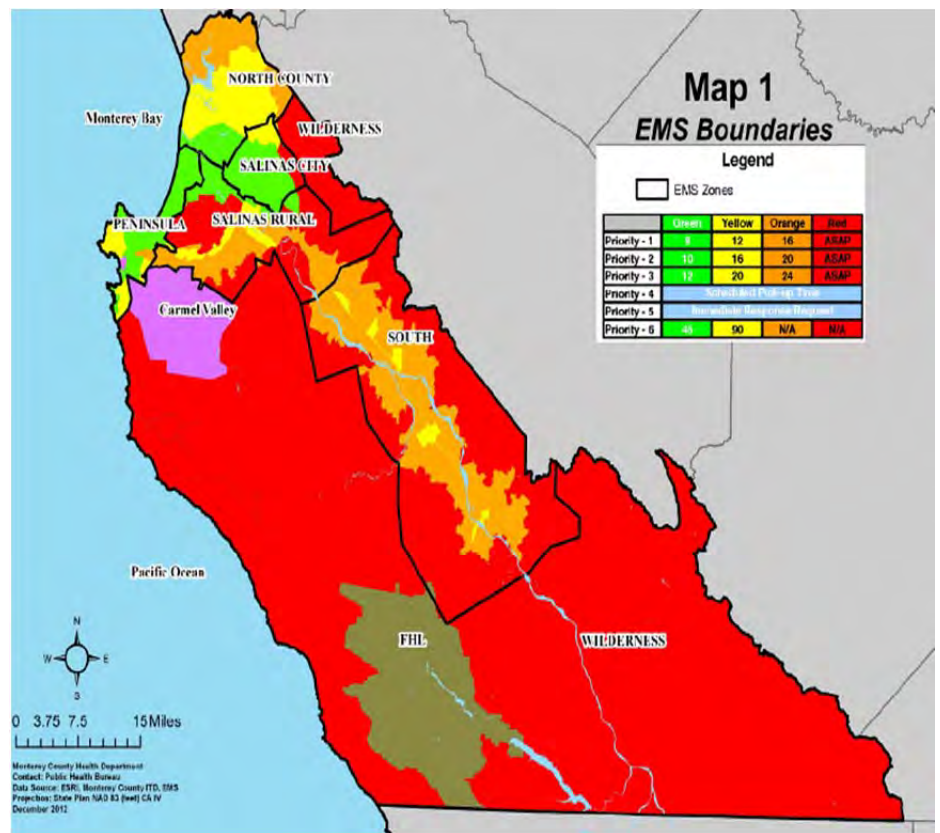 NORTH COUNTY
Monterey Bay
WILDERNESS
SALINAS CITY
PENINSULA
SALINAS RURAL
Carmel Valley
SOUTH
Pacific Ocean
FHL
WILDERNESS
Map 1
EMS Boundaries
Legend
EMS Zones
Green Yellow Orange Red
Priority - 1 8 12 16 ASAP
Priority - 2 10 16 20 ASAP
Priority - 3 12 20 24 ASAP
Priority - 4 Scheduled Pick-up Time
Priority - 5 Immediate Response Request
Priority - 6 45 90 N/A N/A
N
W E
S
0 3.75 7.5 15 Miles
Monterey County Health Department
Contact: Public Health Bureau
Data Source: ESRI, Monterey County ITD, EMS
Projection: State Plan NAD 83 (feet) CA IV
December 2012